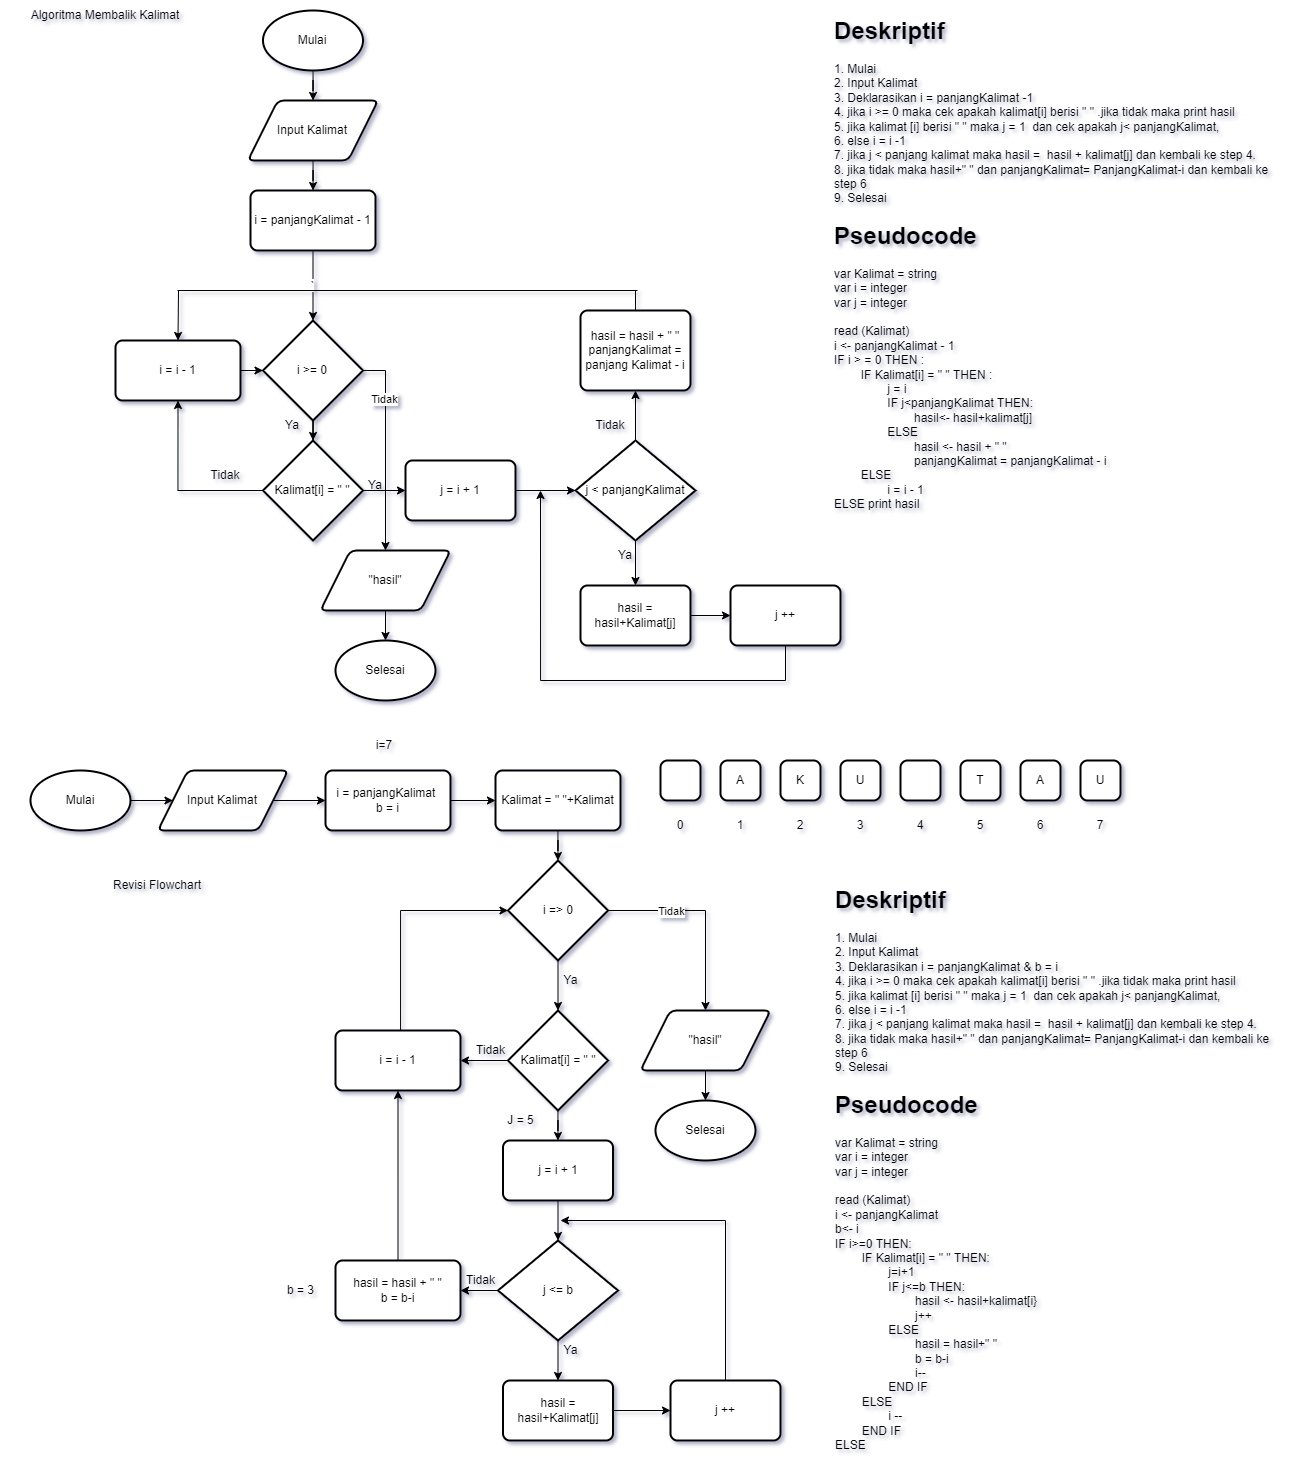 Algoritma Membalik Kalimat
Mulai
Input Kalimat
i = panjangKalimat - 1
i = i - 1
i >= 0
Tidak
Ya
Tidak
Kalimat[i] = " "
Ya
j = i + 1
hasil = hasil + " "
panjangKalimat =
panjang Kalimat - i
Tidak
j < panjangKalimat
Ya
hasil =
hasil+Kalimat[j]
j ++
"hasil"
Selesai
Deskriptif
1. Mulai
2. Input Kalimat
3. Deklarasikan i = panjangKalimat -1
4. jika i >= 0 maka cek apakah kalimat[i] berisi " " .jika tidak maka print hasil
5. jika kalimat [i] berisi " " maka j = 1  dan cek apakah j< panjangKalimat,
6. else i = i -1
7. jika j < panjang kalimat maka hasil =  hasil + kalimat[j] dan kembali ke step 4.
8. jika tidak maka hasil+" " dan panjangKalimat= PanjangKalimat-i dan kembali ke
step 6
9. Selesai
Pseudocode
var Kalimat = string
var i = integer
var j = integer
read (Kalimat)
i <- panjangKalimat - 1
IF i > = 0 THEN :
IF Kalimat[i] = " " THEN :
j = i
IF j<panjangKalimat THEN:
hasil<- hasil+kalimat[j]
ELSE
hasil <- hasil + " "
panjangKalimat = panjangKalimat - i
ELSE
i = i - 1
ELSE print hasil
i=7
Mulai
Input Kalimat
i = panjangKalimat
b = i
Kalimat = " "+Kalimat
A K U T A U
0 1 2 3 4 5 6 7
Revisi Flowchart
i => 0
Tidak
Ya
i = i - 1
Tidak
Kalimat[i] = " "
"hasil"
Selesai
J = 5
j = i + 1
b = 3
hasil = hasil + " "
b = b-i
Tidak
j <= b
Ya
hasil =
hasil+Kalimat[j]
j ++
Deskriptif
1. Mulai
2. Input Kalimat
3. Deklarasikan i = panjangKalimat & b = i
4. jika i >= 0 maka cek apakah kalimat[i] berisi " " .jika tidak maka print hasil
5. jika kalimat [i] berisi " " maka j = 1  dan cek apakah j< panjangKalimat,
6. else i = i -1
7. jika j < panjang kalimat maka hasil =  hasil + kalimat[j] dan kembali ke step 4.
8. jika tidak maka hasil+" " dan panjangKalimat= PanjangKalimat-i dan kembali ke
step 6
9. Selesai
Pseudocode
var Kalimat = string
var i = integer
var j = integer
read (Kalimat)
i <- panjangKalimat
b<- i
IF i>=0 THEN:
IF Kalimat[i] = " " THEN:
j=i+1
IF j<=b THEN:
hasil <- hasil+kalimat[i}
j++
ELSE
hasil = hasil+" "
b = b-i
i--
END IF
ELSE
i --
END IF
ELSE